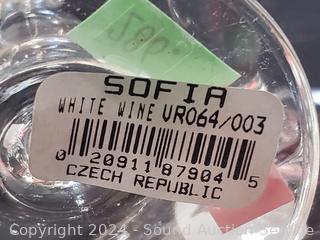 SOFIA
WHITE WINE VR064/003
0 20911 87904 5
CZECH REPUBLIC
Copyright 2024 - Sound Auction Service